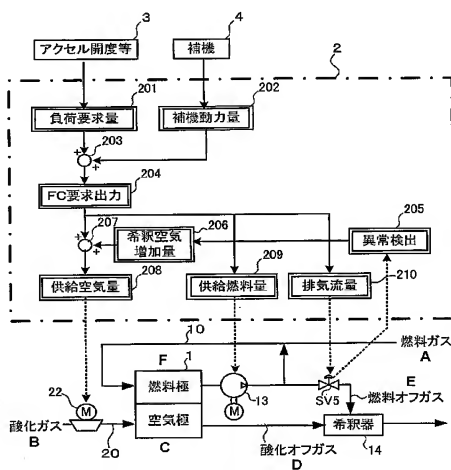 3
アクセル開度等
4
補機
2
201
負荷要求量
202
補機動力量
+
203
+
204
FC要求出力
205
異常検出
206
希釈空気
増加量
207
+
+
208
供給空気量
209
供給燃料量
210
排気流量
10
燃料ガス
A
F
1
燃料極
空気極
C
22
M
酸化ガス
B
20
13
M
SV5
E
燃料オフガス
希釈器
14
酸化オフガス
D